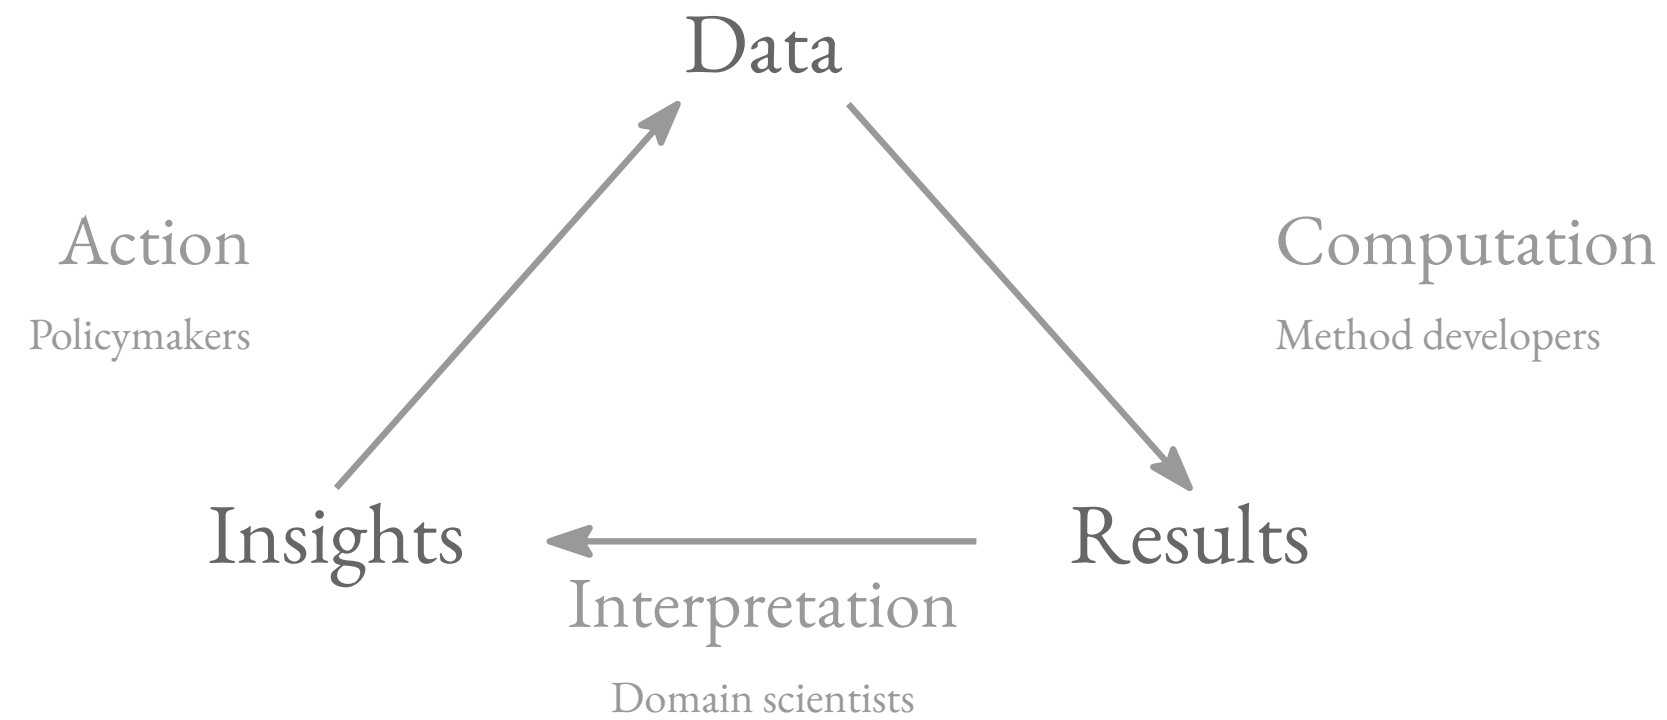 Data
Action
Computation
Policymakers
Method developers
Insights
Results
Interpretation
Domain scientists